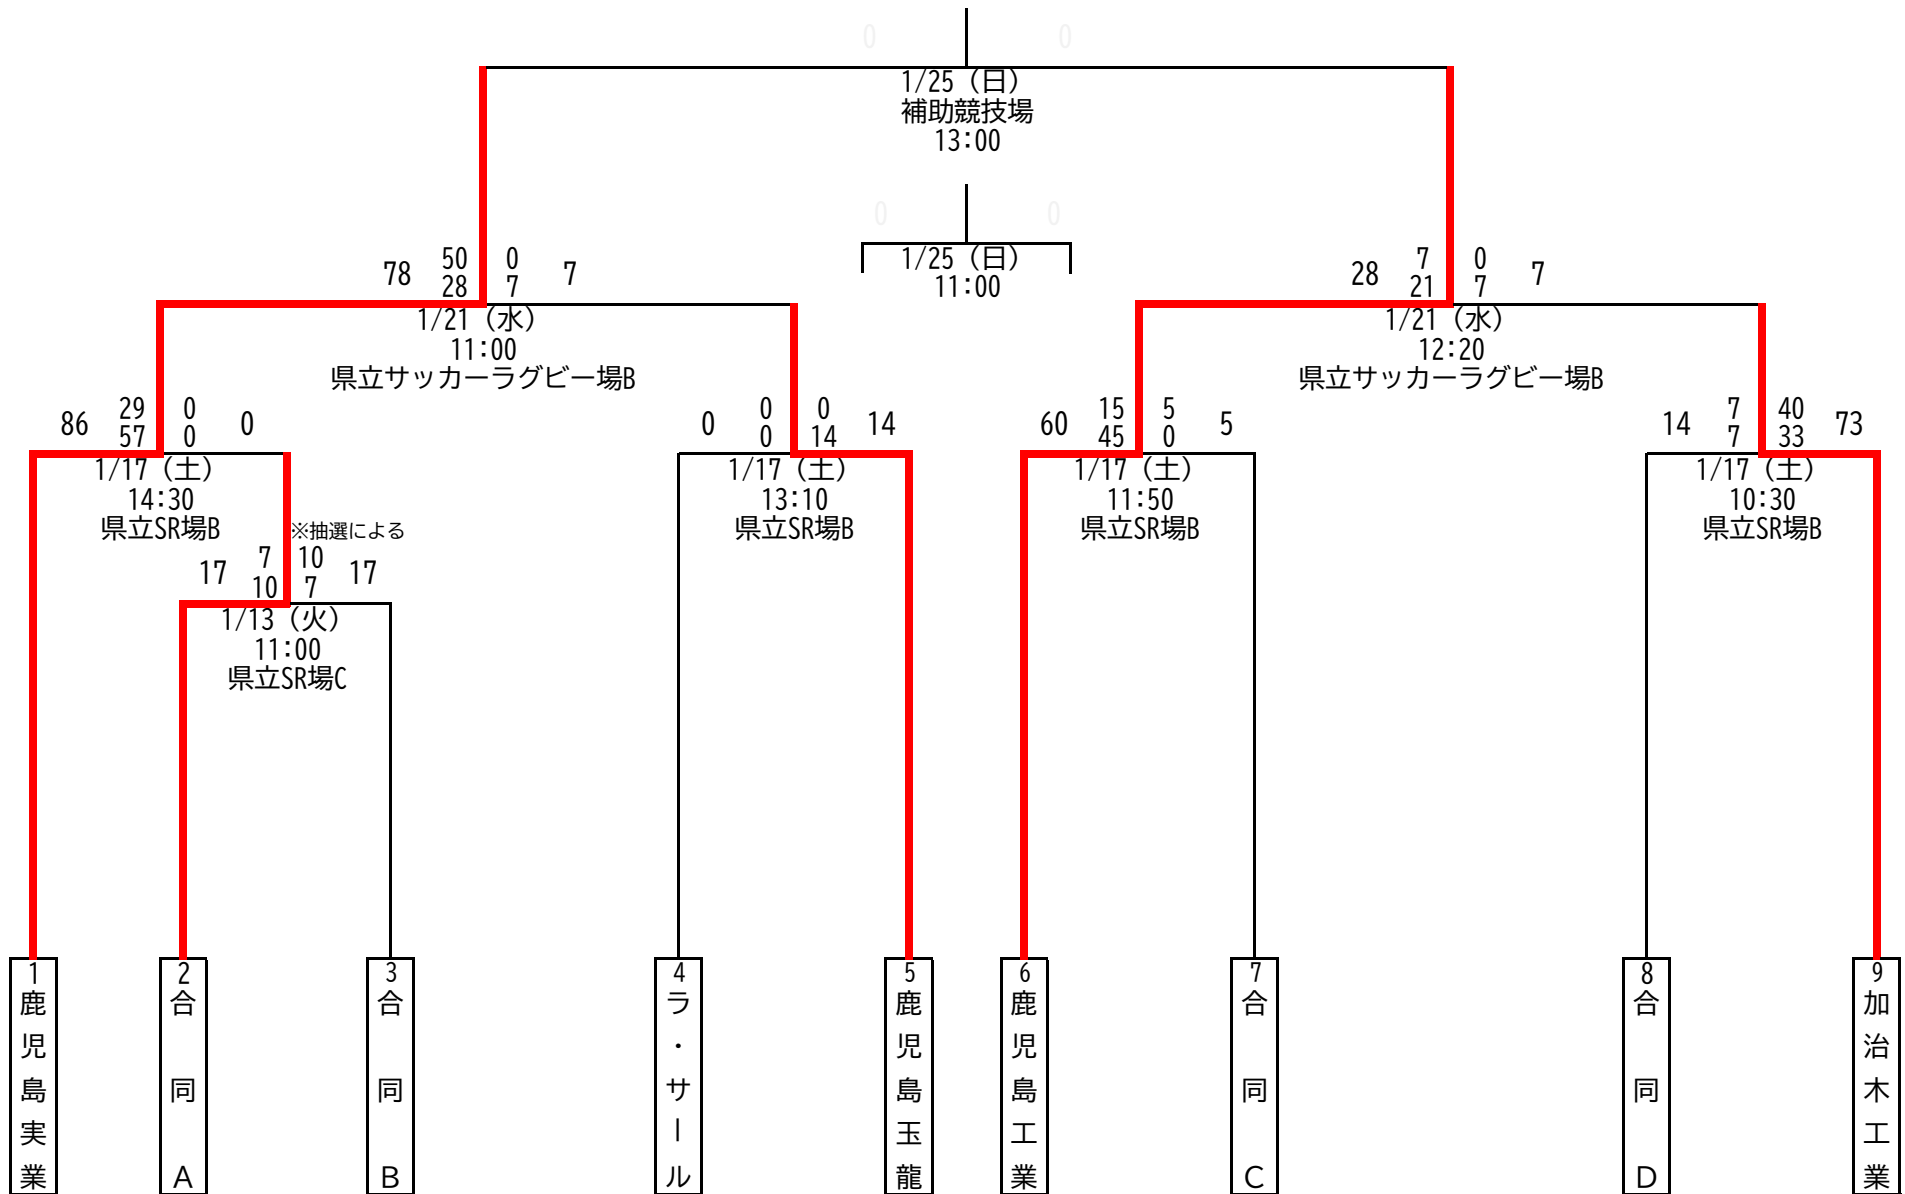 0 0
1/25（日）
補助競技場
13:00
0 0
1/25（日）
11:00
78 50 0 7
28 7
1/21（水）
11:00
県立サッカーラグビー場B
28 7 0 7
21 7
1/21（水）
12:20
県立サッカーラグビー場B
86 29 0 0
57 0
1/17（土）
14:30
県立SR場B
0 0 0 14
0 14
1/17（土）
13:10
県立SR場B
60 15 5 5
45 0
1/17（土）
11:50
県立SR場B
14 7 40 73
7 33
1/17（土）
10:30
県立SR場B
※抽選による
17 7 10 17
10 7
1/13（火）
11:00
県立SR場C
1鹿児島実業
2合同A
3合同B
4ラ・サール
5鹿児島玉龍
6鹿児島工業
7合同C
8合同D
9加治木工業